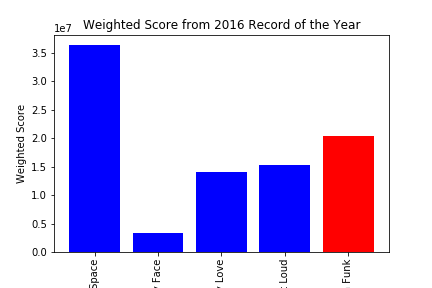 Weighted Score from 2016 Record of the Year
1e7
Weighted Score
3.5
3.0
2.5
2.0
1.5
1.0
0.5
0.0
Space
Face
Love
Loud
Funk